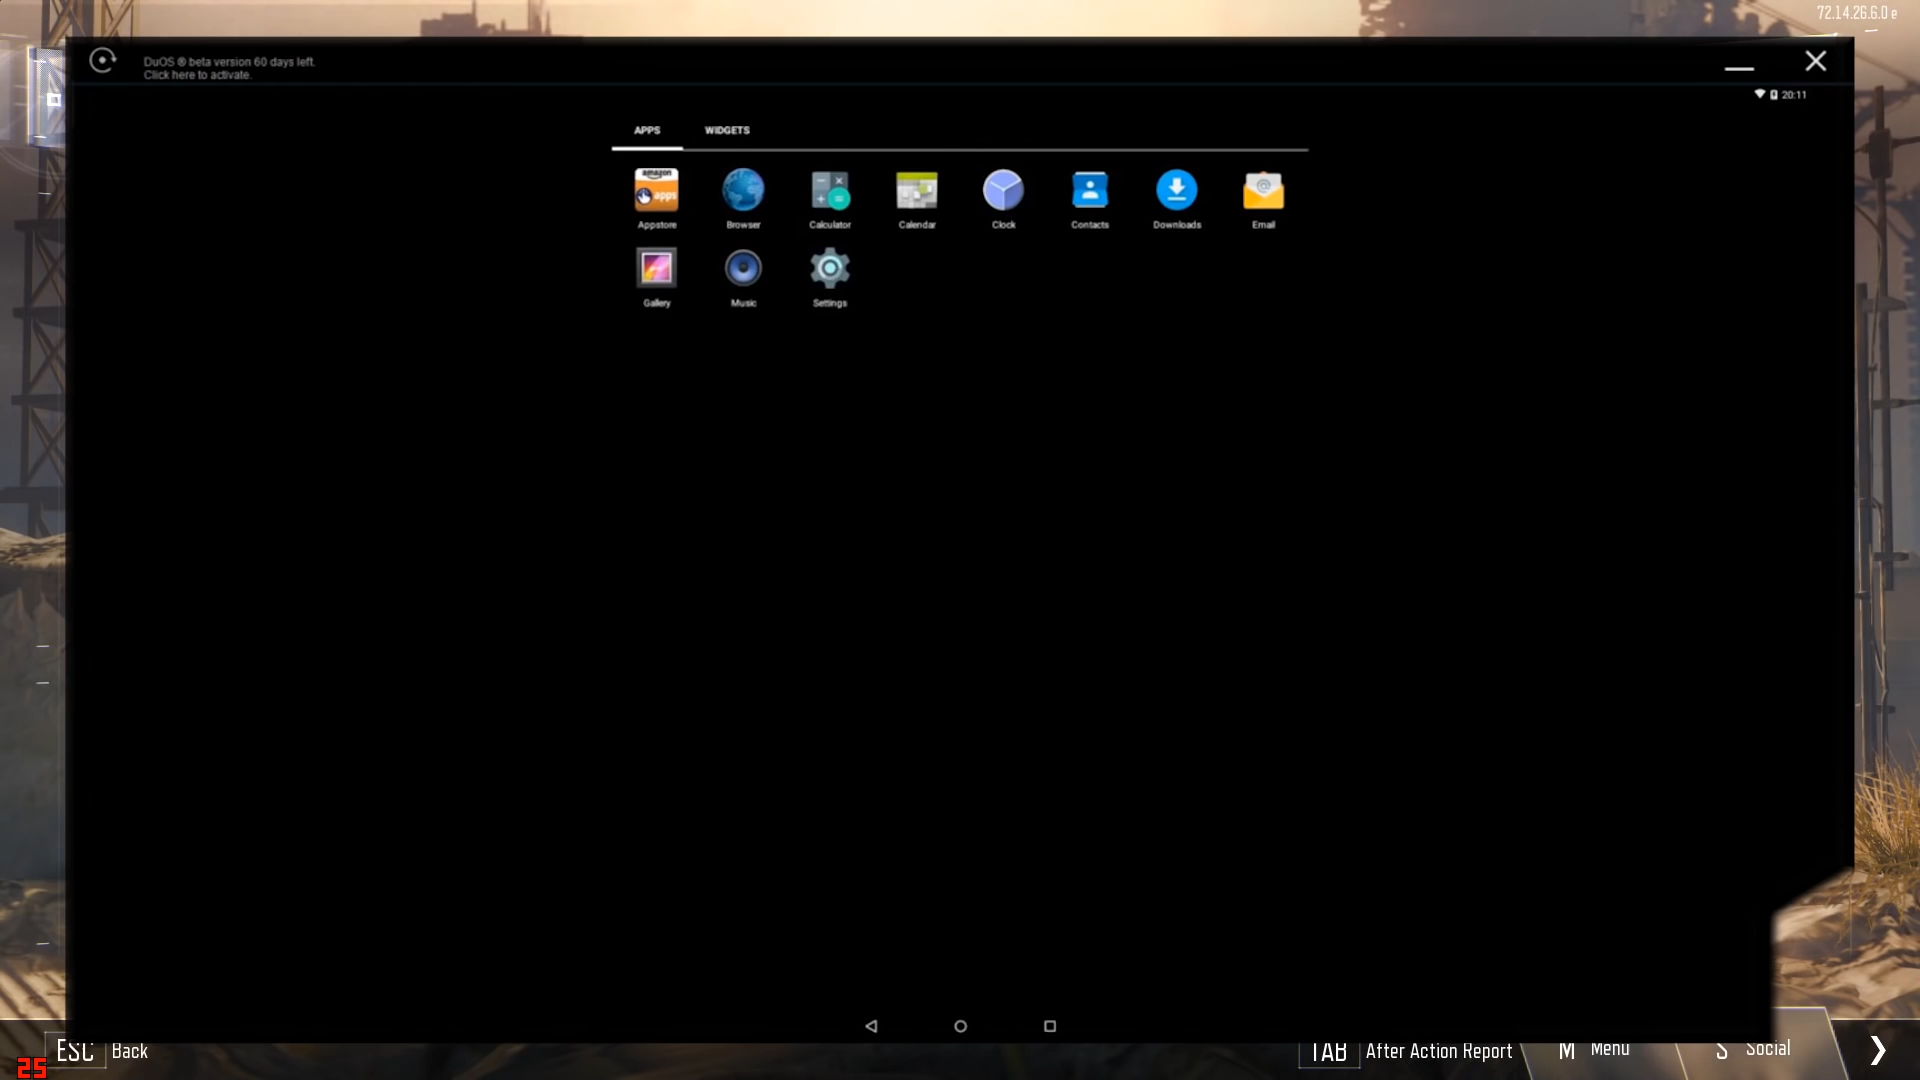 72.14.26.6.0 e
DuOS ® beta version 60 days left.
Click here to activate.
20:11
APPS WIDGETS
amazon
apps
Appstore Browser Calculator Calendar Clock Contacts Downloads Email
Gallery Music Settings
ESC Back
TAB After Action Report M Menu S Social
25